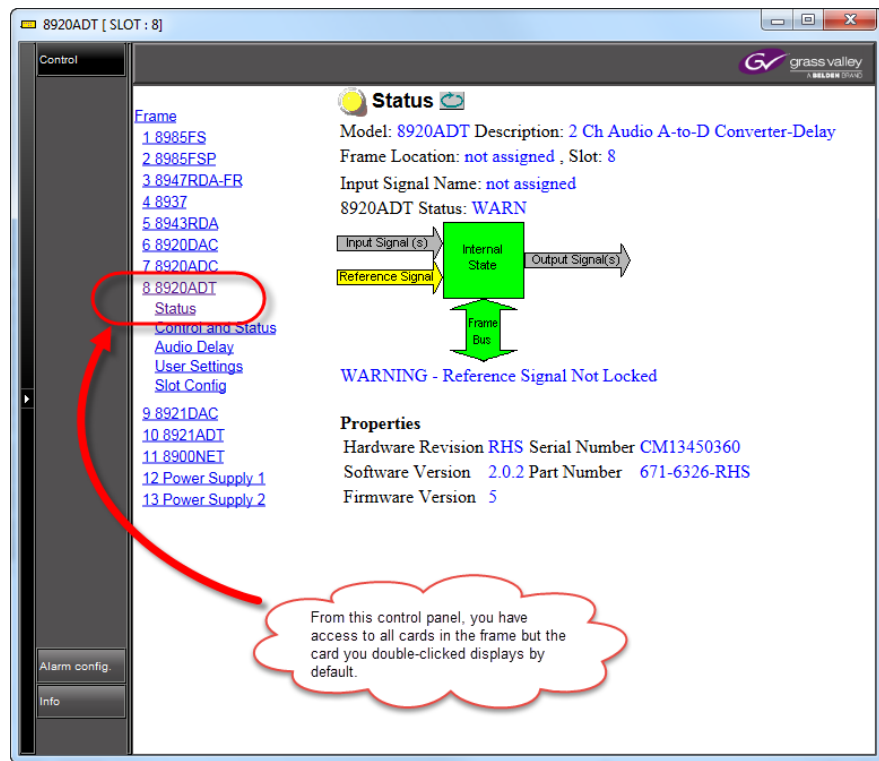 8920ADT [ SLOT : 8]
Control
grass valley
A BELDEN BRAND
Frame
1 8985FS
2 8985FSP
3 8947RDA-FR
4 8937
5 8943RDA
6 8920DAC
7 8920ADC
8 8920ADT
Status
Control and Status
Audio Delay
User Settings
Slot Config
9 8921DAC
10 8921ADT
11 8900NET
12 Power Supply 1
13 Power Supply 2
Status
Model: 8920ADT Description: 2 Ch Audio A-to-D Converter-Delay
Frame Location: not assigned , Slot: 8
Input Signal Name: not assigned
8920ADT Status: WARN
Input Signal (s)
Reference Signal
Internal
State
Output Signal(s)
Frame
Bus
WARNING - Reference Signal Not Locked
Properties
Hardware Revision RHS Serial Number CM13450360
Software Version 2.0.2 Part Number 671-6326-RHS
Firmware Version 5
From this control panel, you have
access to all cards in the frame but the
card you double-clicked displays by
default.
Alarm config.
Info